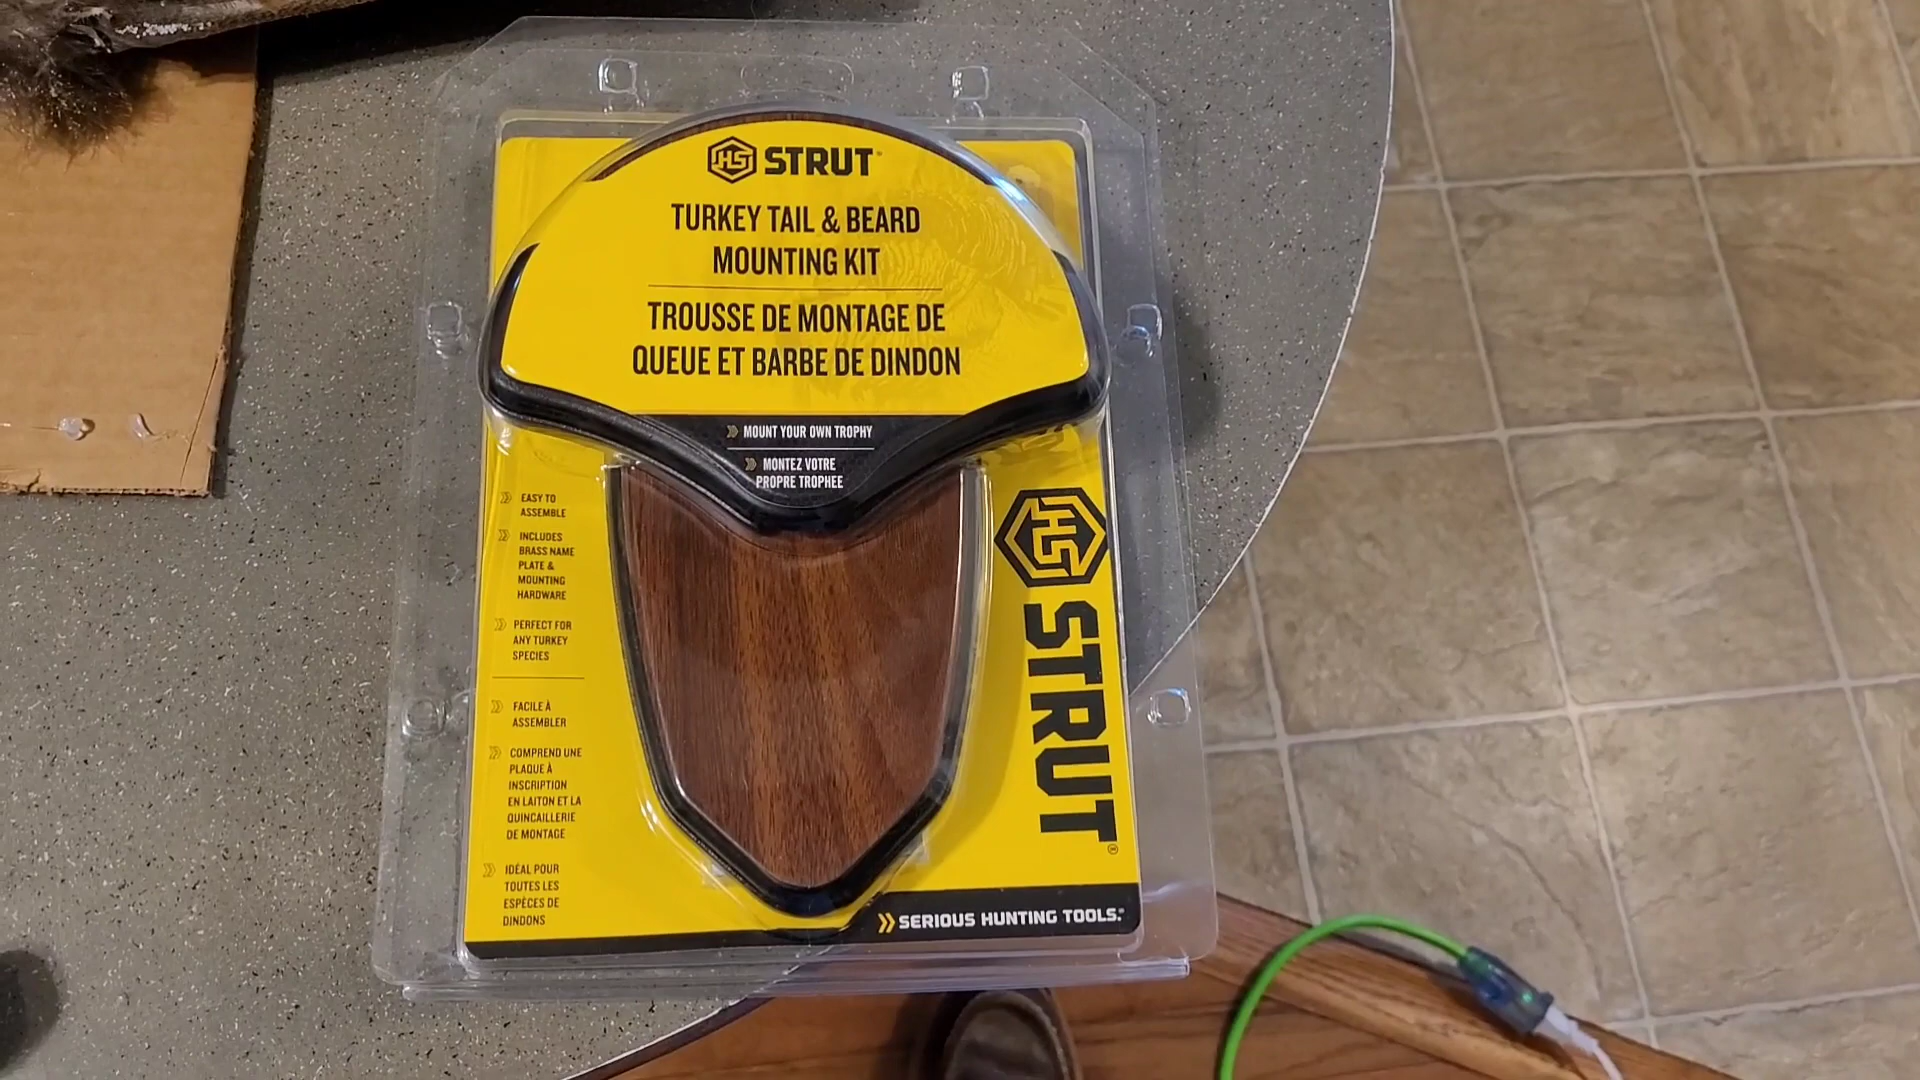 HS STRUT®
TURKEY TAIL & BEARD
MOUNTING KIT
TROUSSE DE MONTAGE DE
QUEUE ET BARBE DE DINDON
MOUNT YOUR OWN TROPHY
MONTEZ VOTRE
PROPRE TROPHEE
EASY TO
ASSEMBLE
INCLUDES
BRASS NAME
PLATE &
MOUNTING
HARDWARE
PERFECT FOR
ANY TURKEY
SPECIES
FACILE À
ASSEMBLER
COMPREND UNE
PLAQUE À
INSCRIPTION
EN LAITON ET LA
QUINCAILLERIE
DE MONTAGE
IDÉAL POUR
TOUTES LES
ESPÈCES DE
DINDONS
HS STRUT®
SERIOUS HUNTING TOOLS.®